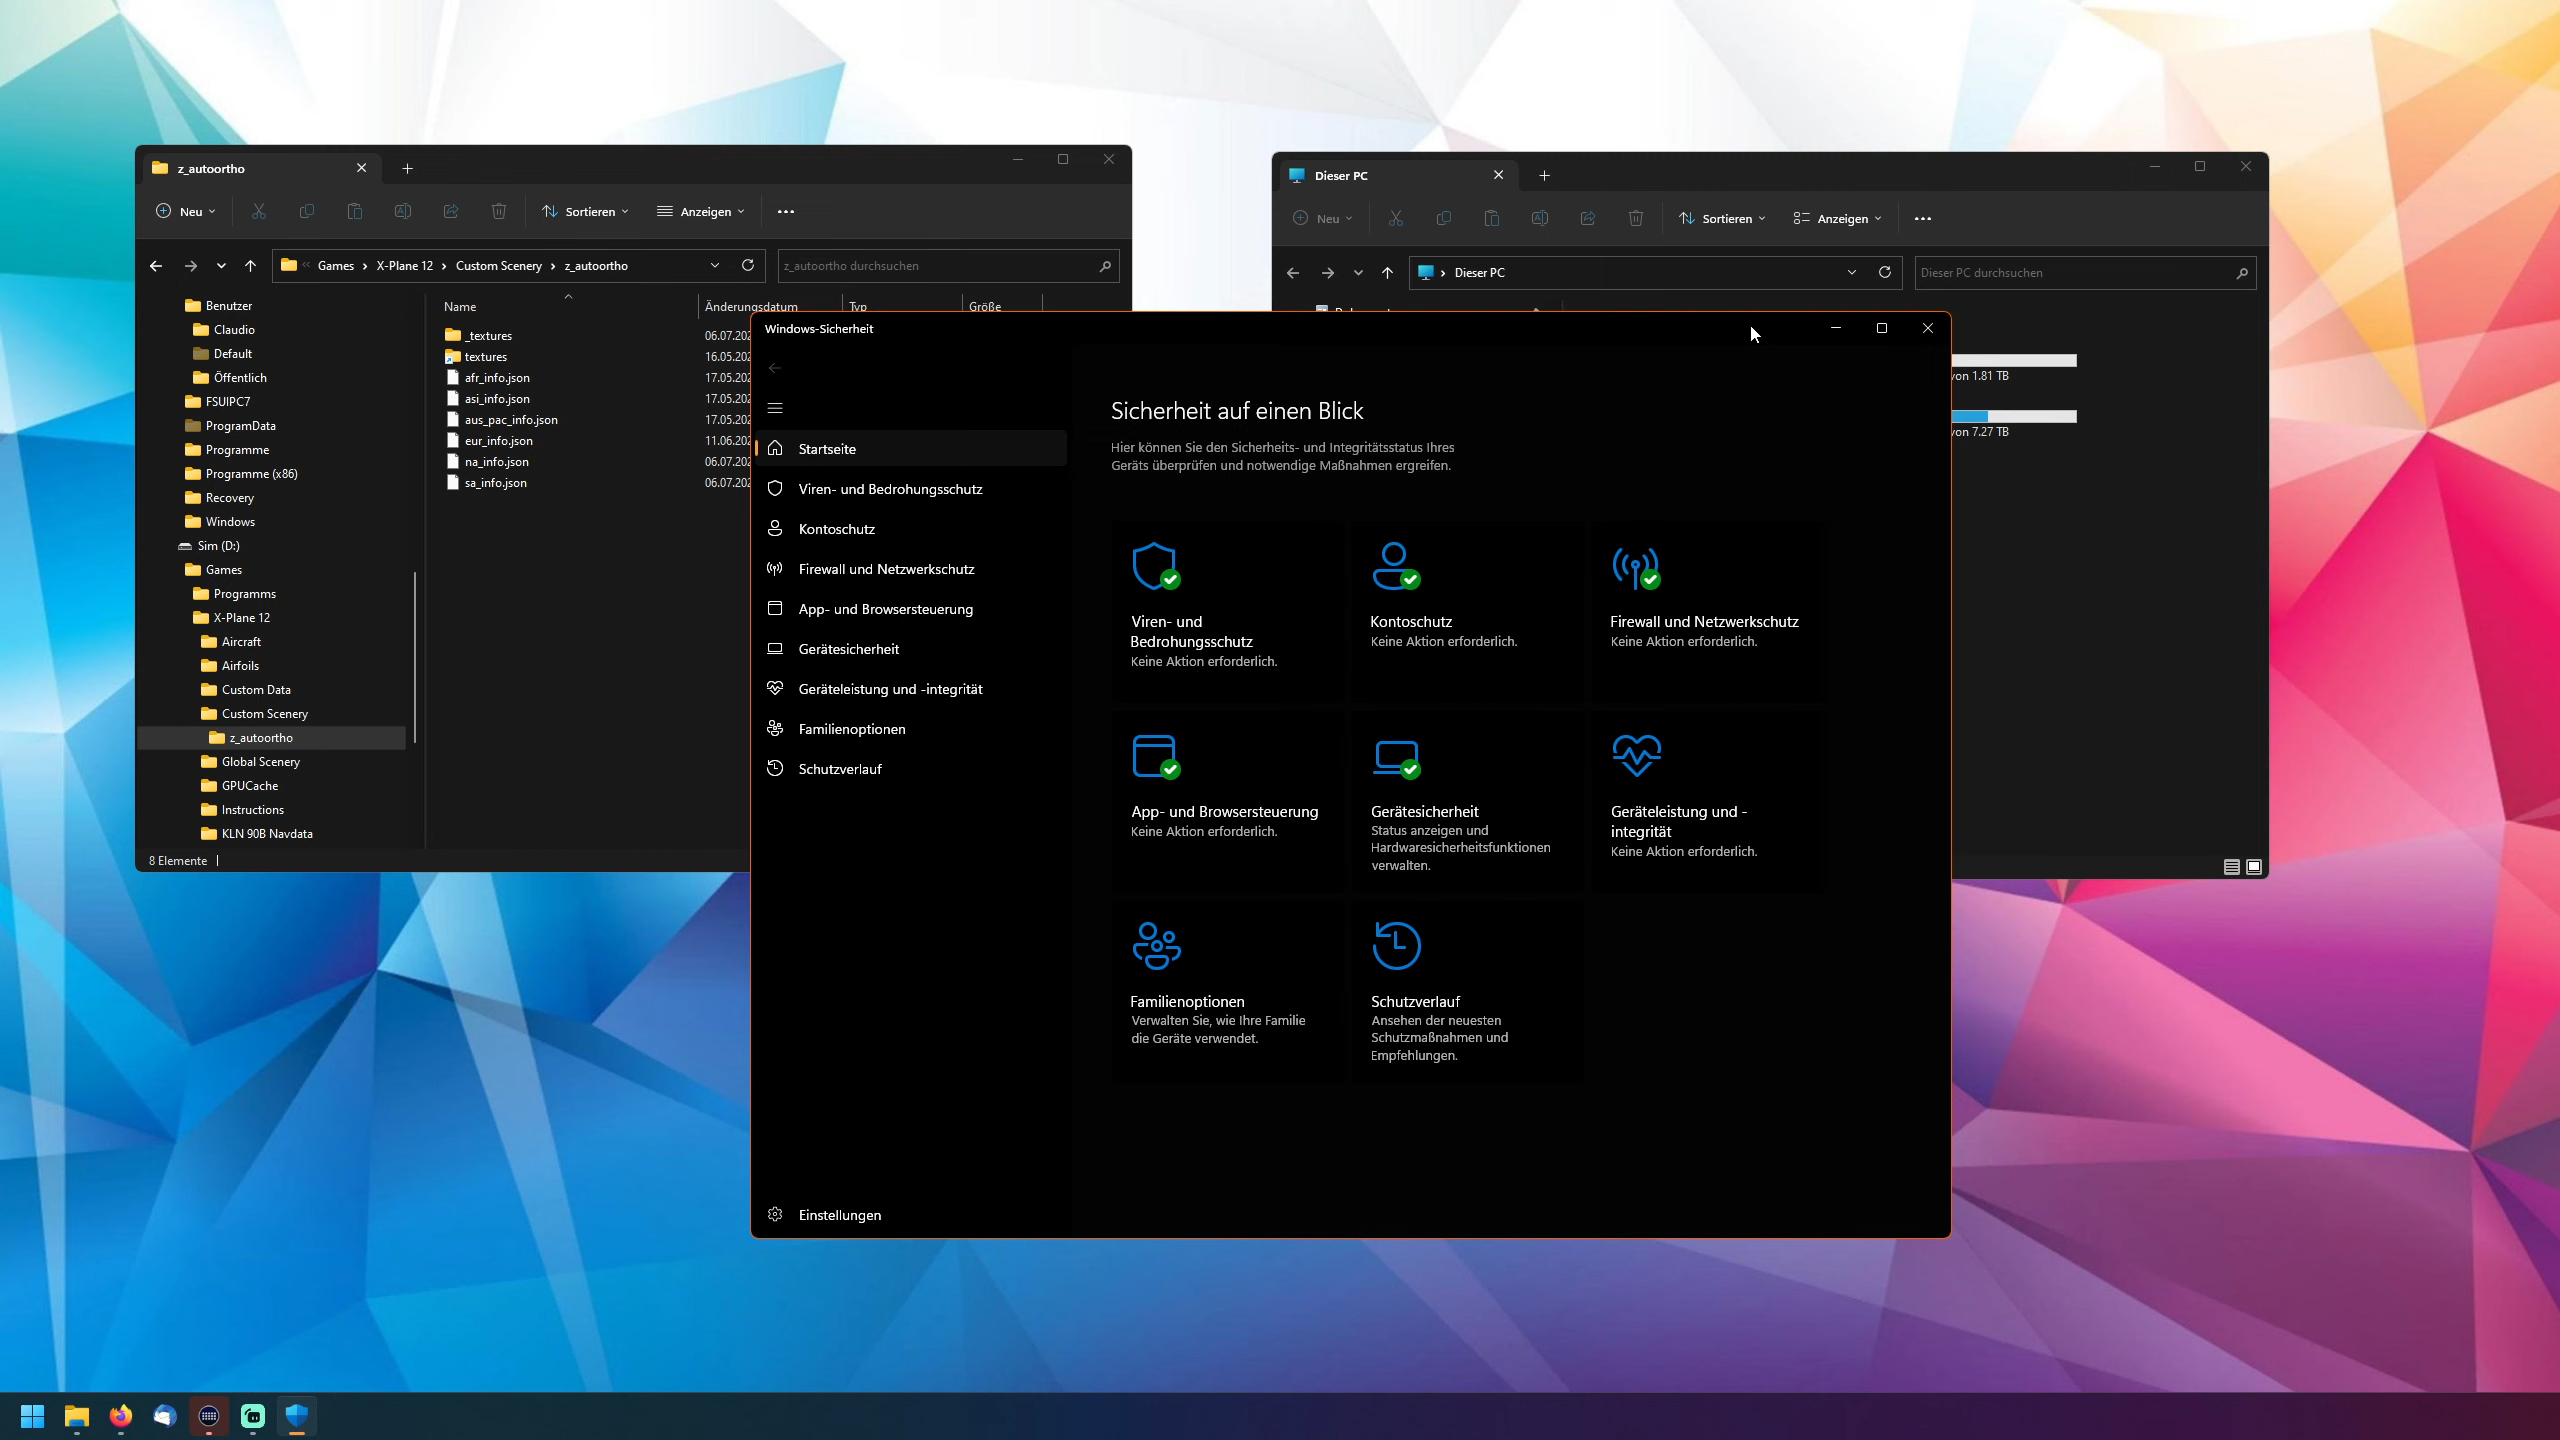 z_autoortho
Neu
Sortieren
Anzeigen
Games
X-Plane 12
Custom Scenery
z_autoortho
z_autoortho durchsuchen
Benutzer
Claudio
Default
Öffentlich
FSUIPC7
ProgramData
Programme
Programme (x86)
Recovery
Windows
Sim (D:)
Games
Programms
X-Plane 12
Aircraft
Airfoils
Custom Data
Custom Scenery
z_autoortho
Global Scenery
GPUCache
Instructions
KLN 90B Navdata
8 Elemente
Name
Änderungsdatum
Typ
Größe
_textures
06.07.202
textures
16.05.202
afr_info.json
17.05.202
asi_info.json
17.05.202
aus_pac_info.json
17.05.202
eur_info.json
11.06.202
na_info.json
06.07.202
sa_info.json
06.07.202
Dieser PC
Neu
Sortieren
Anzeigen
Dieser PC
Dieser PC durchsuchen
von 1.81 TB
von 7.27 TB
Windows-Sicherheit
Startseite
Viren- und Bedrohungsschutz
Kontoschutz
Firewall und Netzwerkschutz
App- und Browsersteuerung
Gerätesicherheit
Geräteleistung und -integrität
Familienoptionen
Schutzverlauf
Einstellungen
Sicherheit auf einen Blick
Hier können Sie den Sicherheits- und Integritätsstatus Ihres
Geräts überprüfen und notwendige Maßnahmen ergreifen.
Viren- und
Bedrohungsschutz
Keine Aktion erforderlich.
Kontoschutz
Keine Aktion erforderlich.
Firewall und Netzwerkschutz
Keine Aktion erforderlich.
App- und Browsersteuerung
Keine Aktion erforderlich.
Gerätesicherheit
Status anzeigen und
Hardwaresicherheitsfunktionen
verwalten.
Geräteleistung und -
integrität
Keine Aktion erforderlich.
Familienoptionen
Verwalten Sie, wie Ihre Familie
die Geräte verwendet.
Schutzverlauf
Ansehen der neuesten
Schutzmaßnahmen und
Empfehlungen.